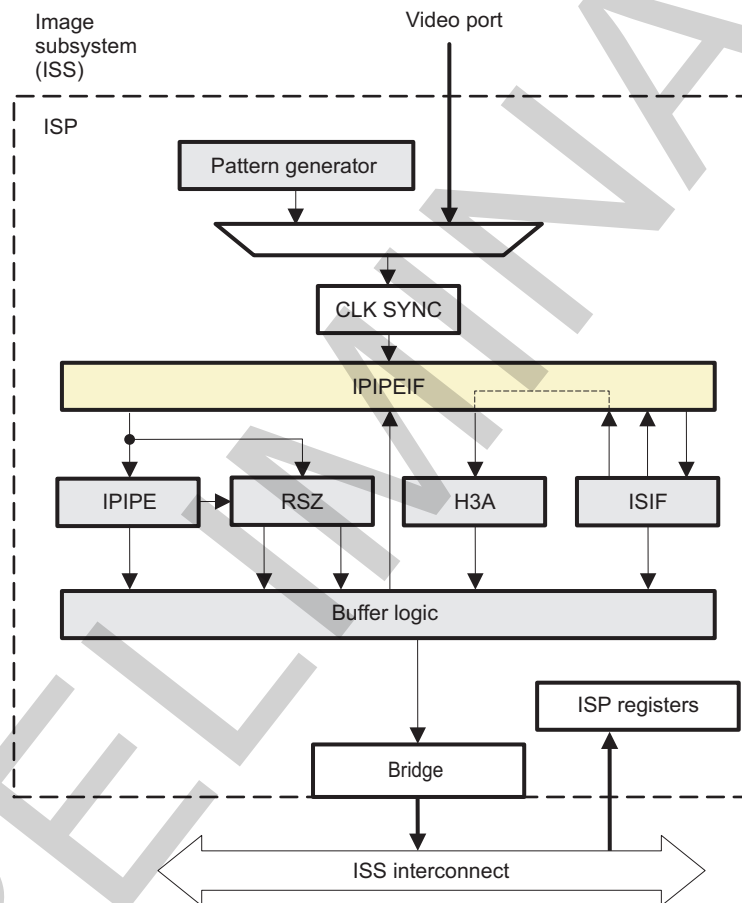 Image
subsystem
(ISS)
Video port
ISP
Pattern generator
CLK SYNC
IPIPEIF
IPIPE
RSZ
H3A
ISIF
Buffer logic
ISP registers
Bridge
ISS interconnect
PELIMINA